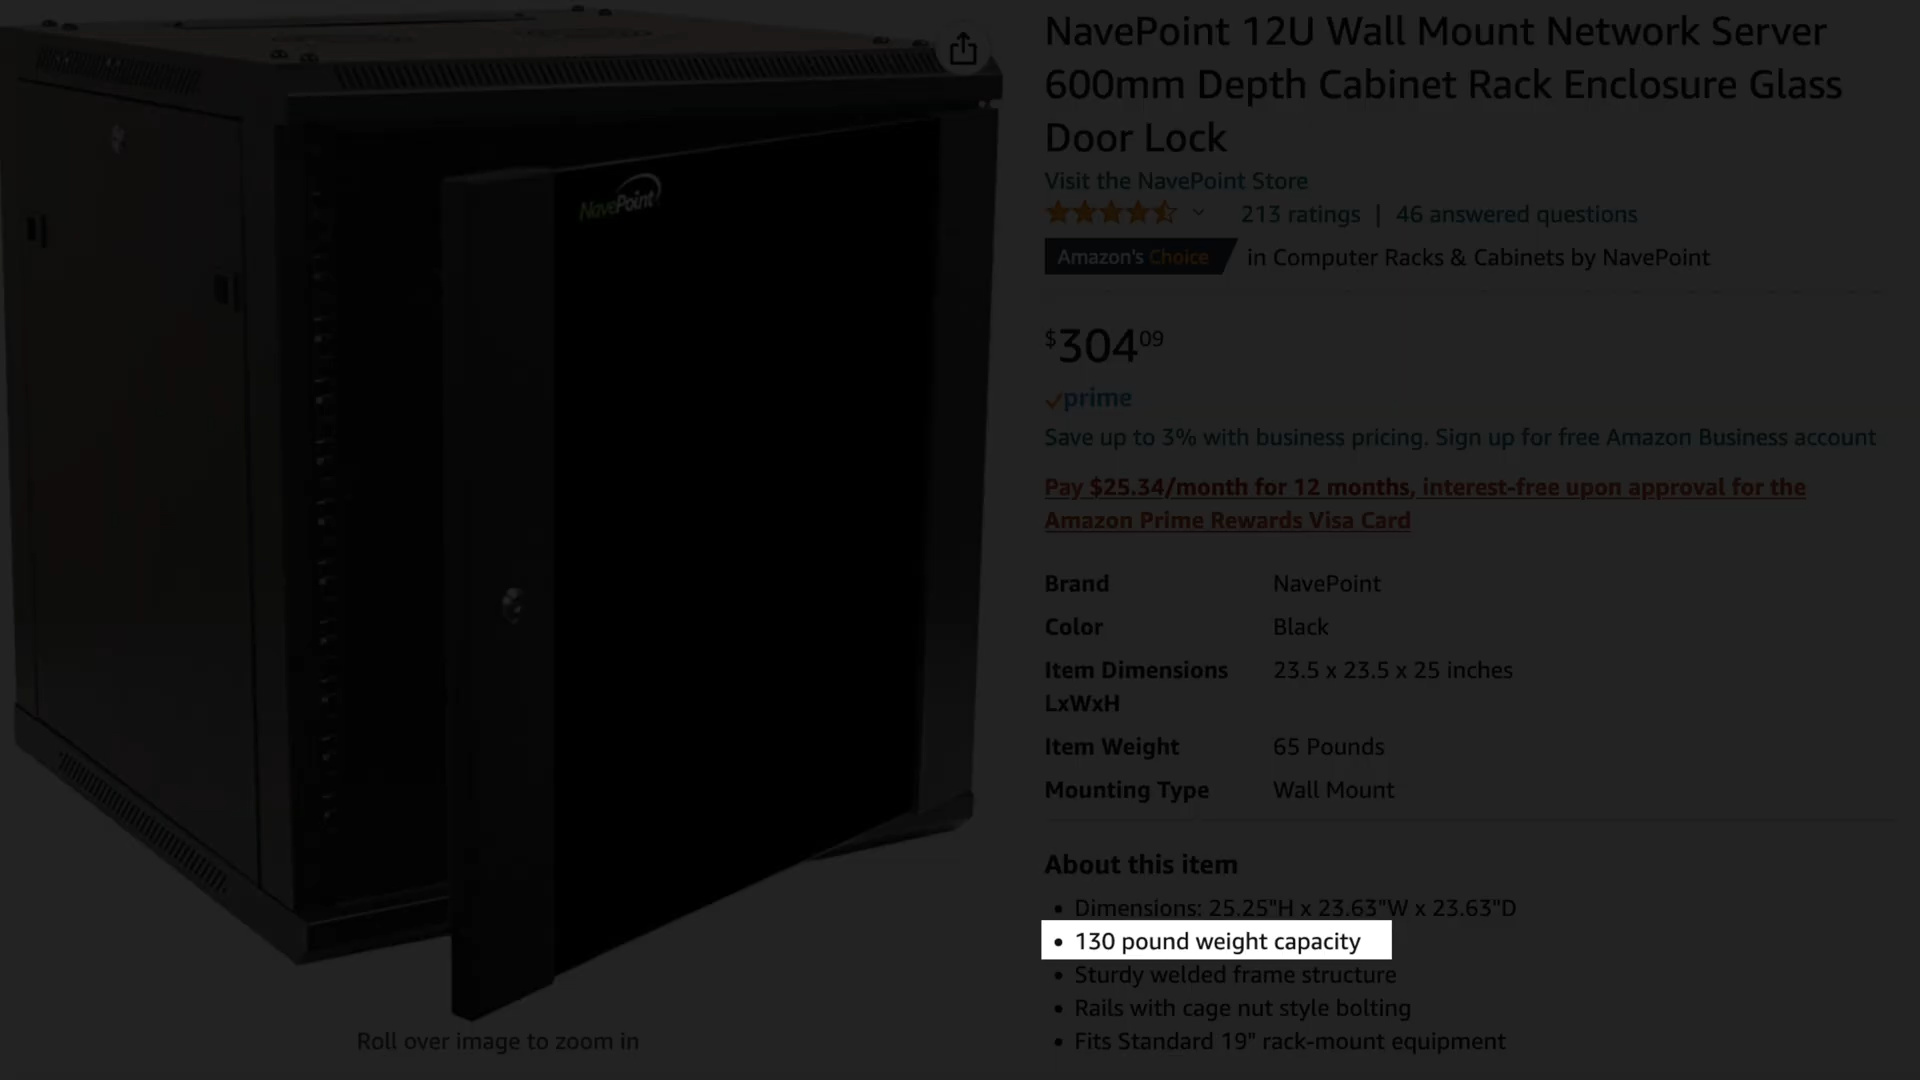 NavePoint
Roll over image to zoom in
NavePoint 12U Wall Mount Network Server
600mm Depth Cabinet Rack Enclosure Glass
Door Lock
Visit the NavePoint Store
213 ratings | 46 answered questions
Amazon's Choice in Computer Racks & Cabinets by NavePoint
$304 09
prime
Save up to 3% with business pricing. Sign up for free Amazon Business account
Pay $25.34/month for 12 months, interest-free upon approval for the
Amazon Prime Rewards Visa Card
Brand NavePoint
Color Black
Item Dimensions 23.5 x 23.5 x 25 inches
LxWxH
Item Weight 65 Pounds
Mounting Type Wall Mount
About this item
• Dimensions: 25.25"H x 23.63"W x 23.63"D
• 130 pound weight capacity
• Sturdy welded frame structure
• Rails with cage nut style bolting
• Fits Standard 19" rack-mount equipment